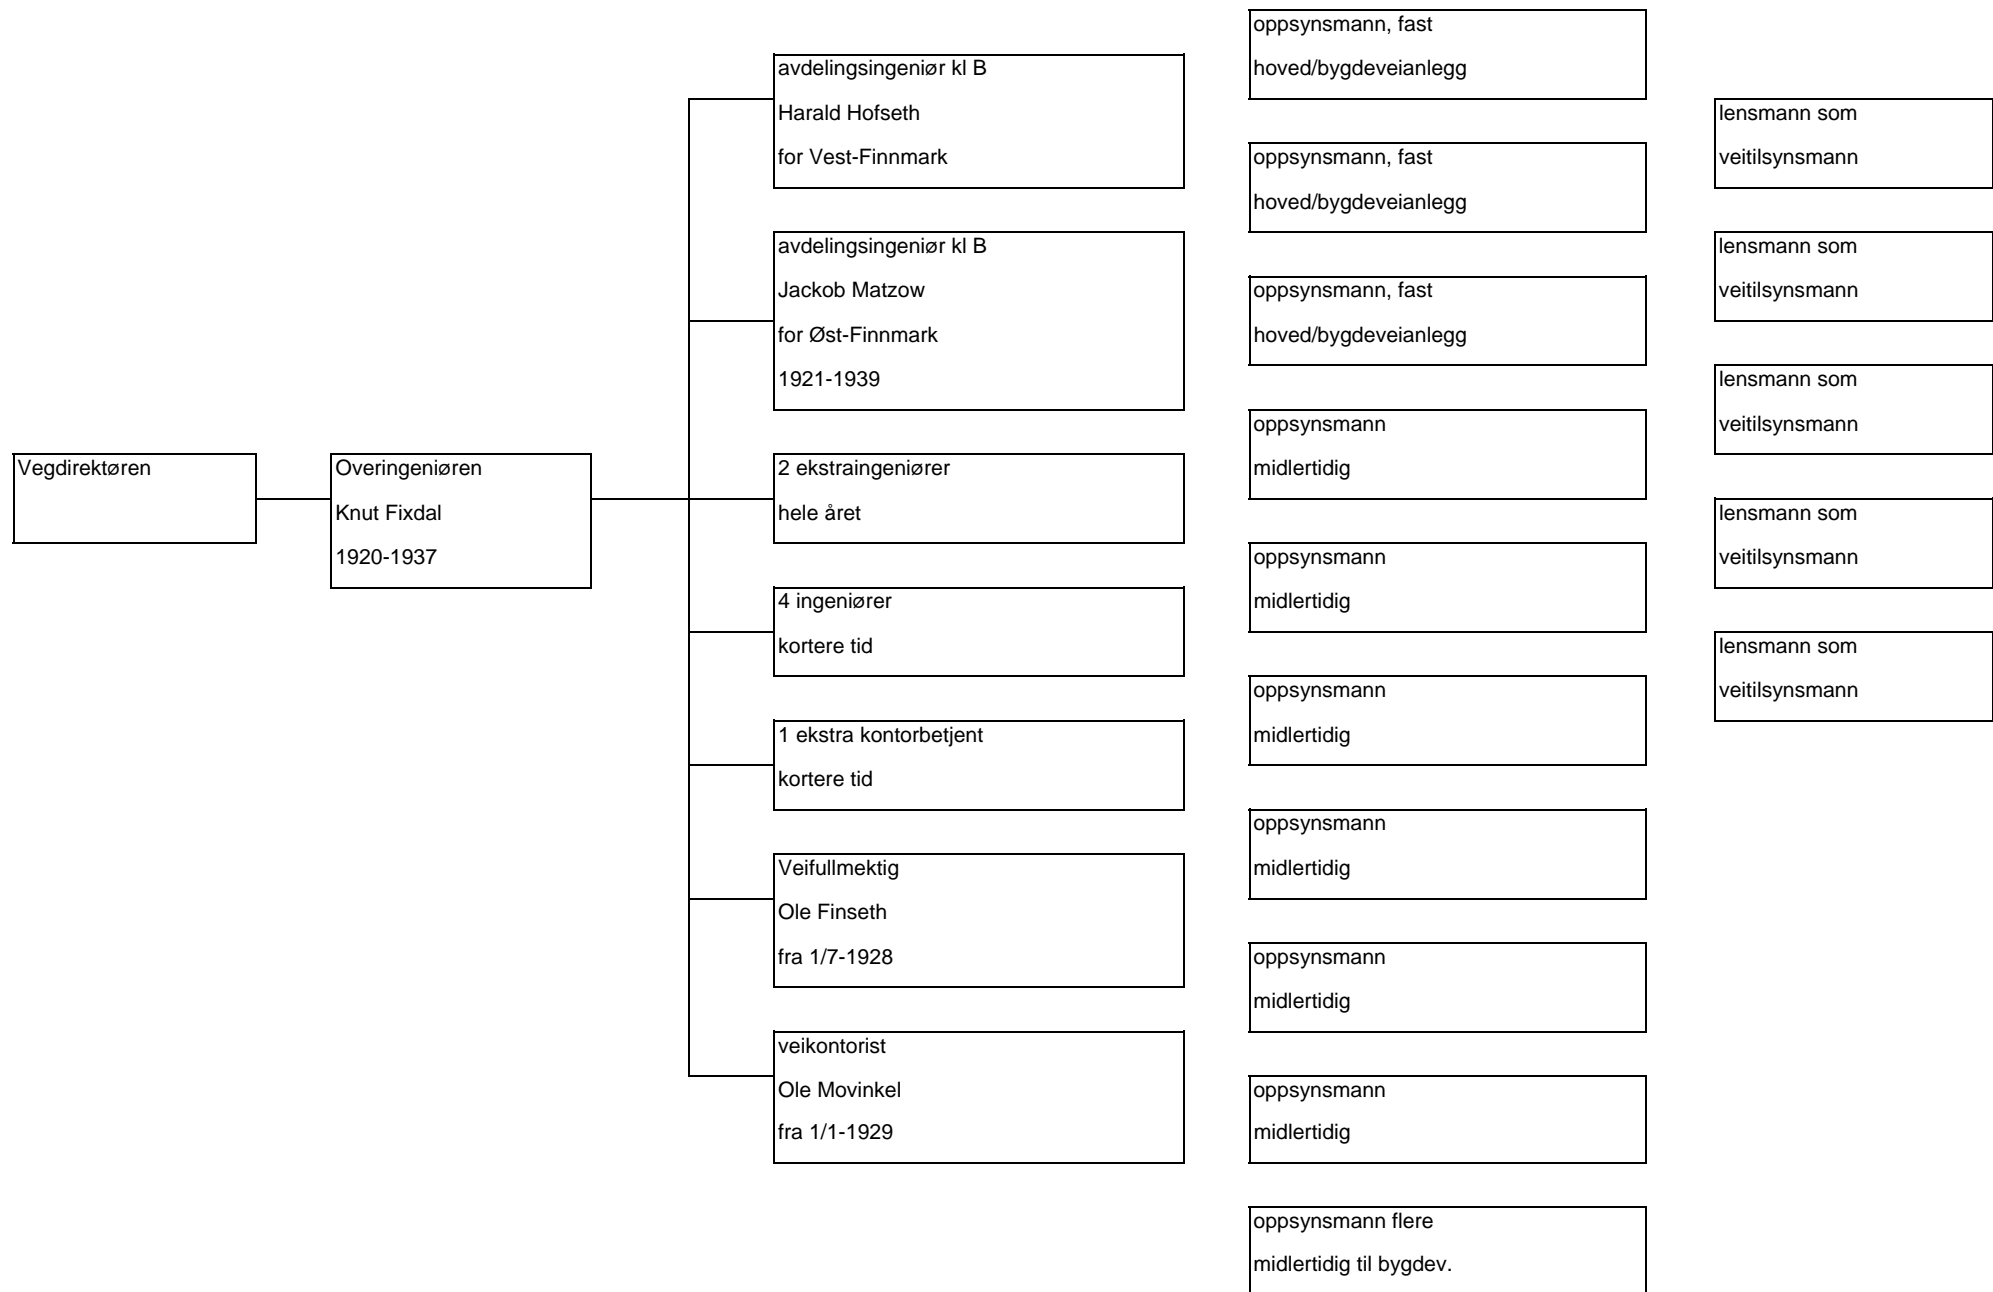 Vegdirektøren
Overingeniøren
Knut Fixdal
1920-1937
avdelingsingeniør kl B
Harald Hofseth
for Vest-Finnmark
avdelingsingeniør kl B
Jackob Matzow
for Øst-Finnmark
1921-1939
2 ekstraingeniører
hele året
4 ingeniører
kortere tid
1 ekstra kontorbetjent
kortere tid
Veifullmektig
Ole Finseth
fra 1/7-1928
veikontorist
Ole Movinkel
fra 1/1-1929
oppsynsmann, fast
hoved/bygdeveianlegg
oppsynsmann, fast
hoved/bygdeveianlegg
oppsynsmann, fast
hoved/bygdeveianlegg
oppsynsmann
midlertidig
oppsynsmann
midlertidig
oppsynsmann
midlertidig
oppsynsmann
midlertidig
oppsynsmann
midlertidig
oppsynsmann
midlertidig
oppsynsmann flere
midlertidig til bygdev.
lensmann som
veitilsynsmann
lensmann som
veitilsynsmann
lensmann som
veitilsynsmann
lensmann som
veitilsynsmann
lensmann som
veitilsynsmann